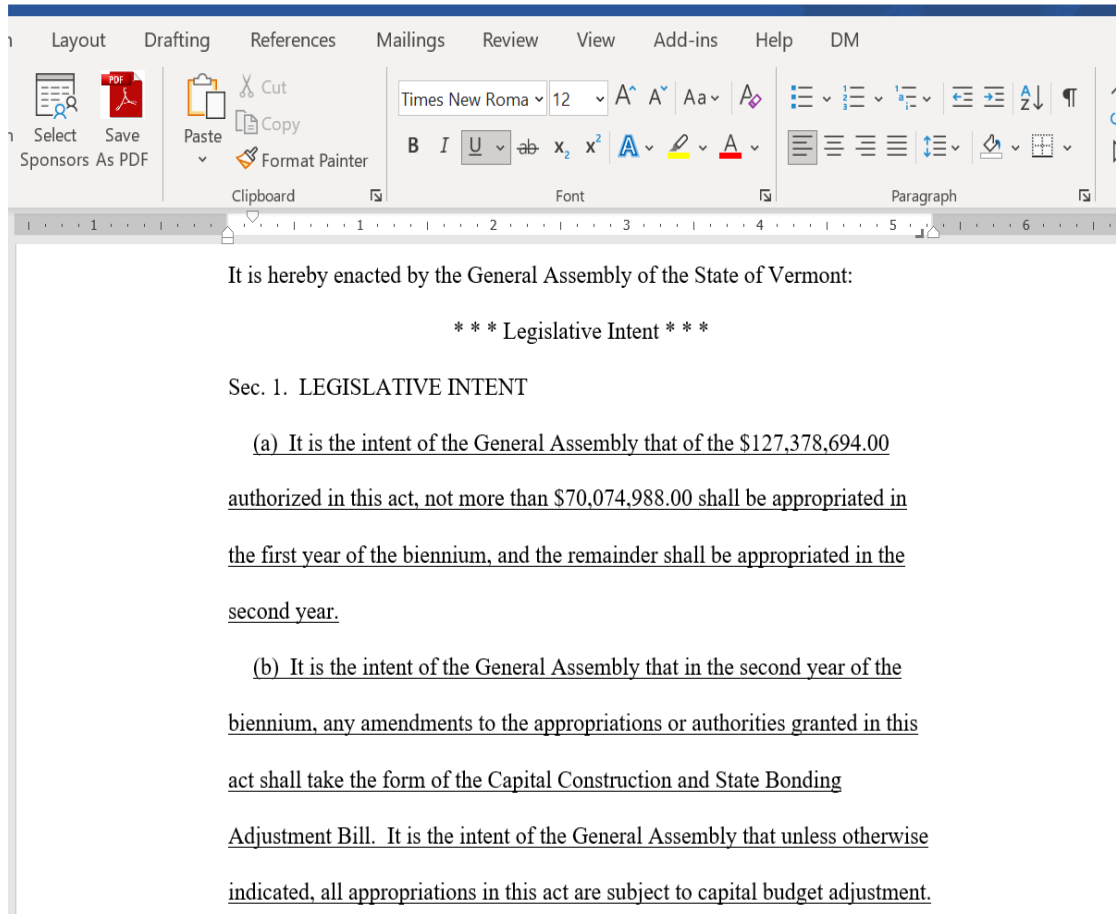 Layout Drafting References Mailings Review View Add-ins Help DM
Select Sponsors
Save As PDF
PDF
Paste
Cut
Copy
Format Painter
Clipboard
Times New Roma 12
Font
Paragraph
1 1 2 3 4 5 6
It is hereby enacted by the General Assembly of the State of Vermont:
* * * Legislative Intent * * *
Sec. 1. LEGISLATIVE INTENT
(a) It is the intent of the General Assembly that of the $127,378,694.00
authorized in this act, not more than $70,074,988.00 shall be appropriated in
the first year of the biennium, and the remainder shall be appropriated in the
second year.
(b) It is the intent of the General Assembly that in the second year of the
biennium, any amendments to the appropriations or authorities granted in this
act shall take the form of the Capital Construction and State Bonding
Adjustment Bill. It is the intent of the General Assembly that unless otherwise
indicated, all appropriations in this act are subject to capital budget adjustment.